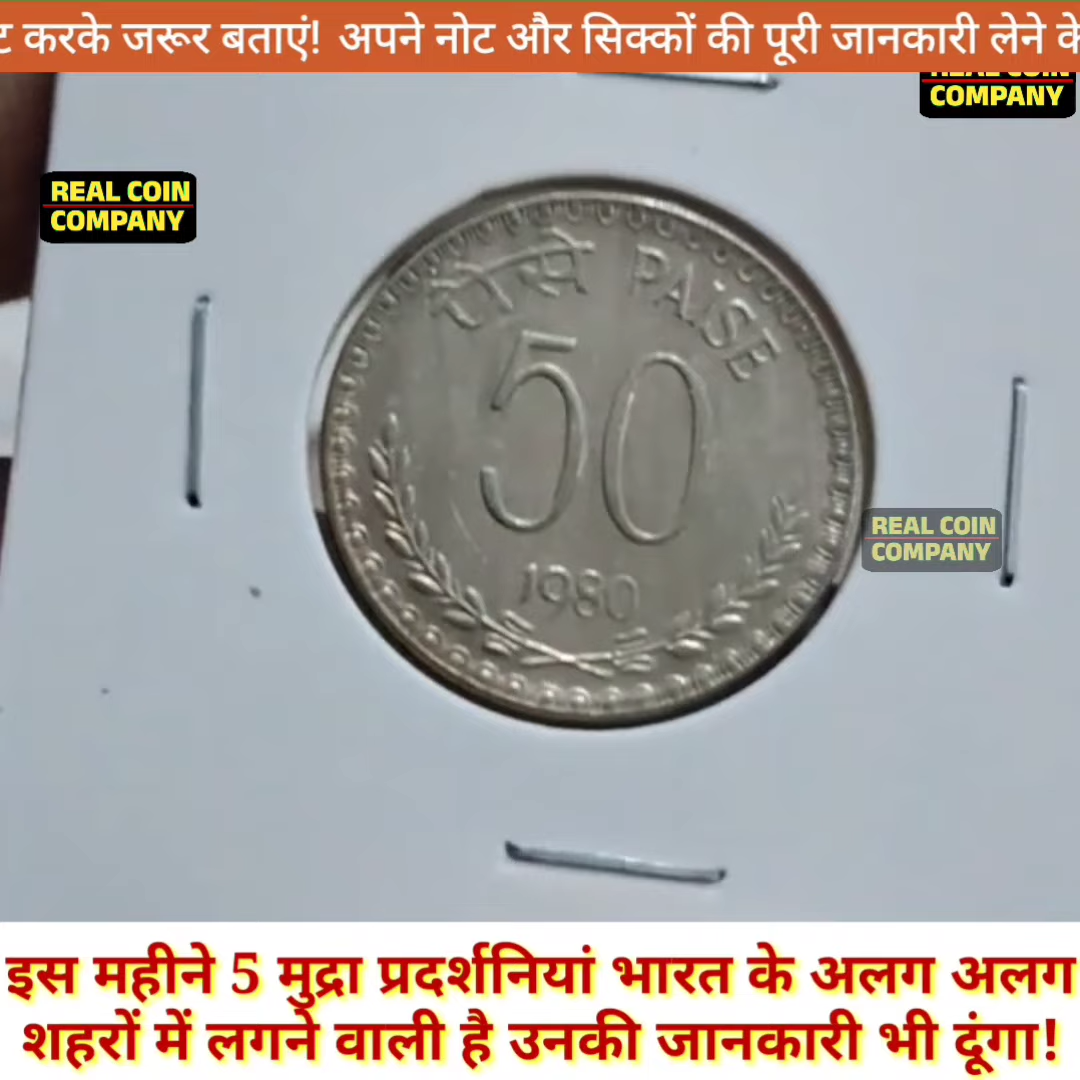 करके जरूर बताएं! अपने नोट और सिक्कों की पूरी जानकारी लेने
COMPANY
REAL COIN
COMPANY
पैसे PAISE
50
REAL COIN
COMPANY
1980
इस महीने 5 मुद्रा प्रदर्शनियां भारत के अलग अलग
शहरों में लगने वाली है उनकी जानकारी भी दूंगा!